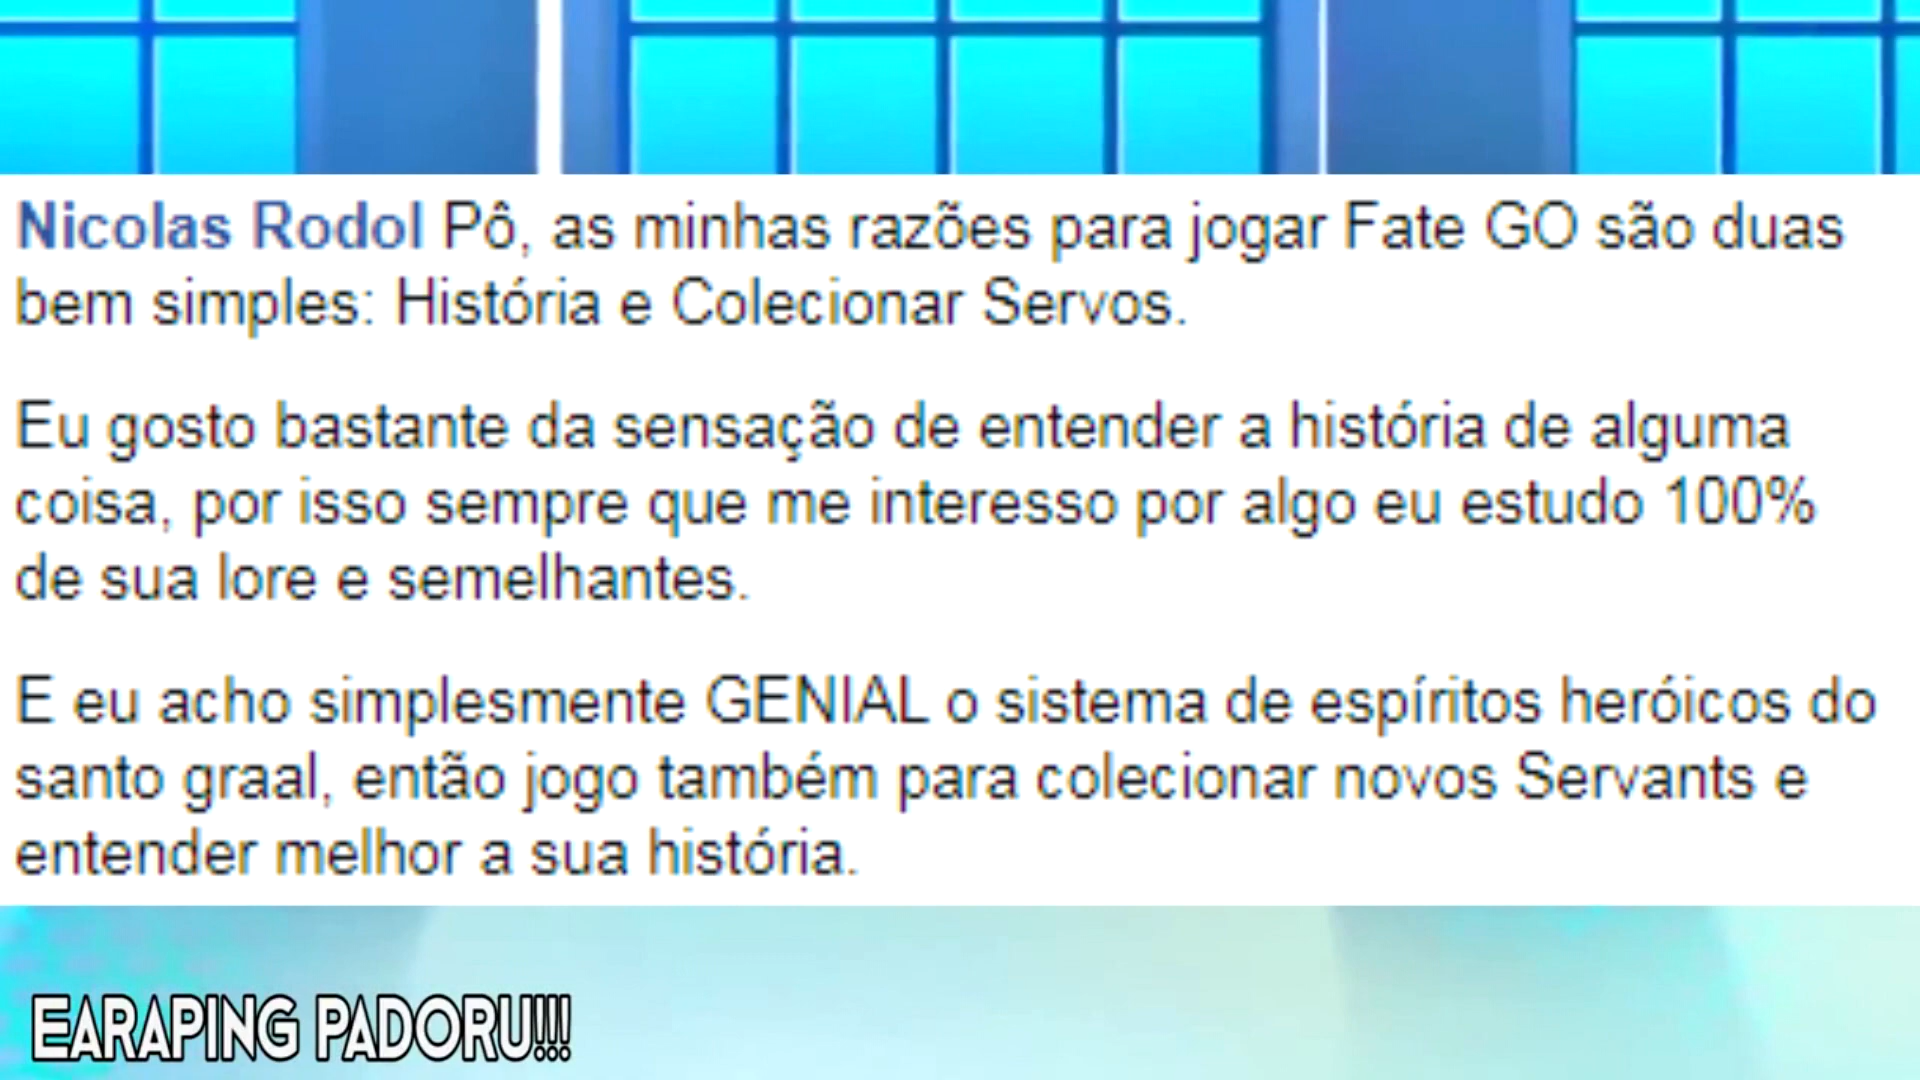 Nicolas Rodol Pô, as minhas razões para jogar Fate GO são duas
bem simples: História e Colecionar Servos.
Eu gosto bastante da sensação de entender a história de alguma
coisa, por isso sempre que me interesso por algo eu estudo 100%
de sua lore e semelhantes.
E eu acho simplesmente GENIAL o sistema de espíritos heróicos do
santo graal, então jogo também para colecionar novos Servants e
entender melhor a sua história.
EARAPING PADORU!!!